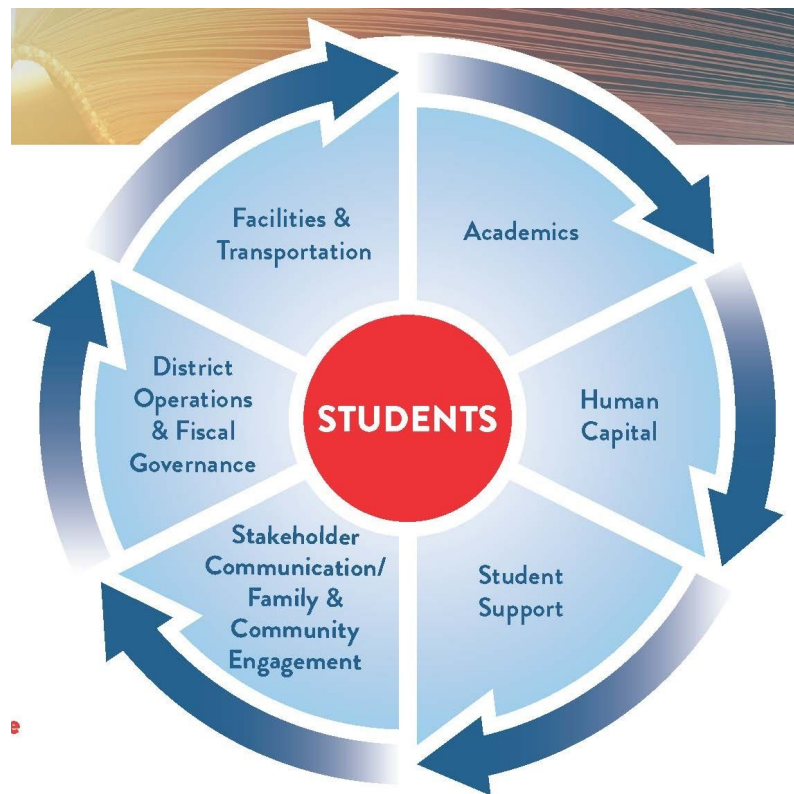 Facilities &
Transportation
Academics
District
Operations
& Fiscal
Governance
STUDENTS
Human
Capital
Stakeholder
Communication/
Family &
Community
Engagement
Student
Support
e